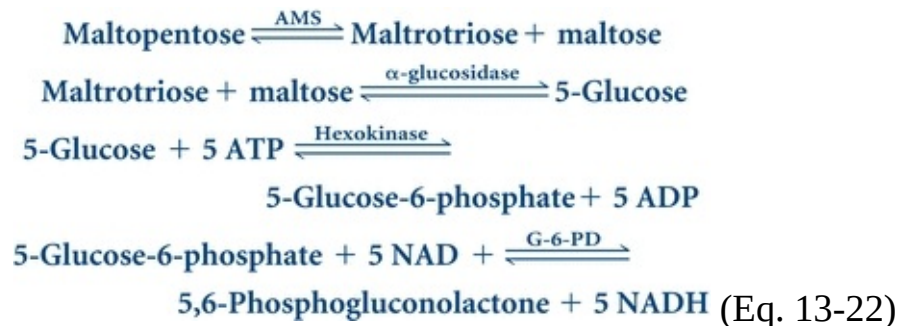 AMS
Maltopentose ⇌ Maltrotriose + maltose
α-glucosidase
Maltrotriose + maltose ⇌ 5-Glucose
Hexokinase
5-Glucose + 5 ATP ⇌
5-Glucose-6-phosphate + 5 ADP
G-6-PD
5-Glucose-6-phosphate + 5 NAD + ⇌
5,6-Phosphogluconolactone + 5 NADH (Eq. 13-22)